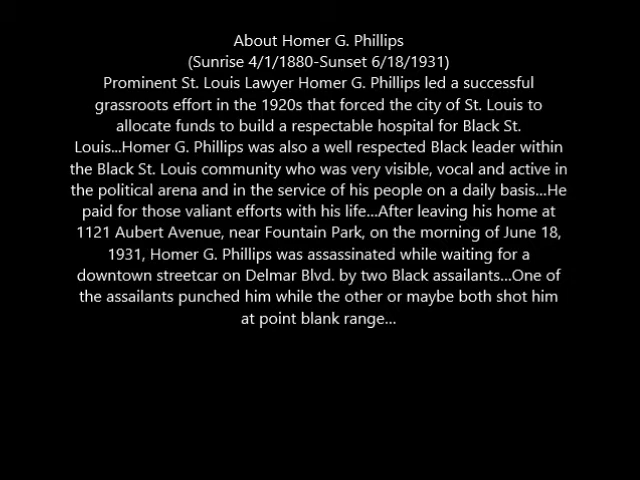 About Homer G. Phillips
(Sunrise 4/1/1880-Sunset 6/18/1931)
Prominent St. Louis Lawyer Homer G. Phillips led a successful
grassroots effort in the 1920s that forced the city of St. Louis to
allocate funds to build a respectable hospital for Black St.
Louis...Homer G. Phillips was also a well respected Black leader within
the Black St. Louis community who was very visible, vocal and active in
the political arena and in the service of his people on a daily basis...He
paid for those valiant efforts with his life...After leaving his home at
1121 Aubert Avenue, near Fountain Park, on the morning of June 18,
1931, Homer G. Phillips was assassinated while waiting for a
downtown streetcar on Delmar Blvd. by two Black assailants...One of
the assailants punched him while the other or maybe both shot him
at point blank range...